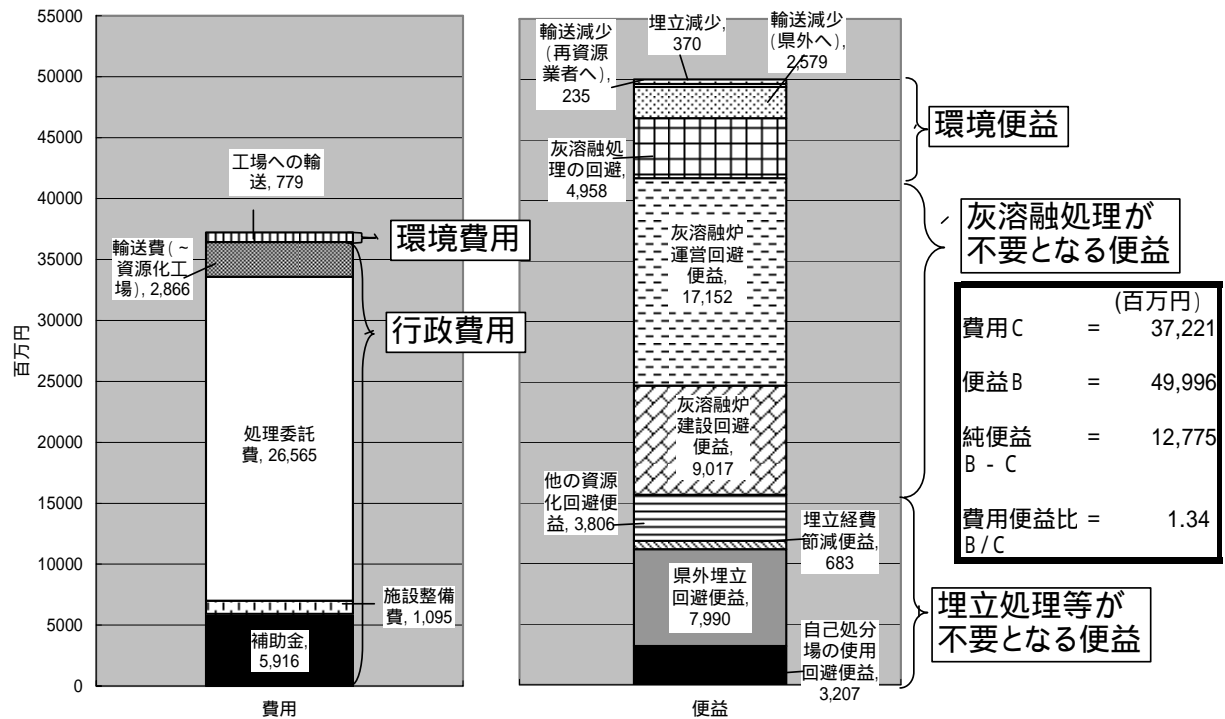 55000
50000
45000
40000
35000
30000
25000
20000
15000
10000
5000
0
百万円
工場への輸
送, 779
輸送費(~
資源化工
場), 2,866
処理委託
費, 26,565
施設整備
費, 1,095
補助金,
5,916
費用
環境費用
行政費用
輸送減少
(再資源
業者へ),
235
埋立減少,
370
輸送減少
(県外へ),
2,579
灰溶融処
理の回避,
4,958
灰溶融炉
運営回避
便益,
17,152
灰溶融炉
建設回避
便益,
9,017
他の資源
化回避便
益, 3,806
埋立経費
節減便益,
683
県外埋立
回避便益,
7,990
自己処分
場の使用
回避便益,
3,207
便益
環境便益
灰溶融処理が
不要となる便益
埋立処理等が
不要となる便益
(百万円)
費用C = 37,221
便益B = 49,996
純便益 = 12,775
B - C
費用便益比 = 1.34
B/C